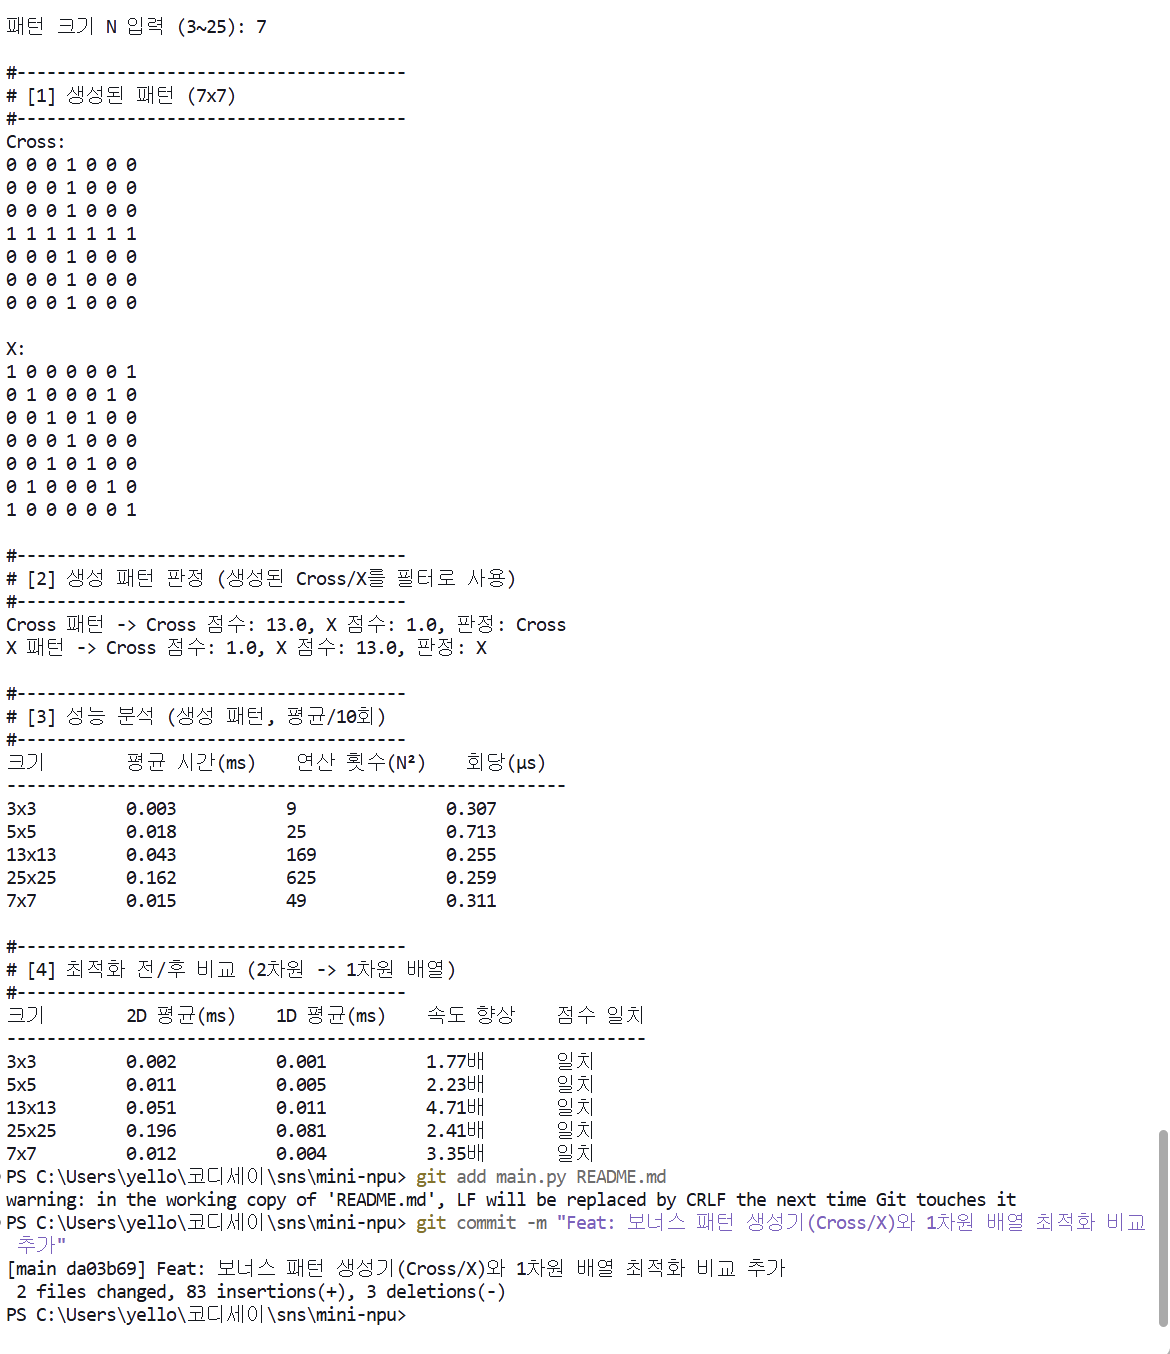 패턴 크기 N 입력 (3~25): 7
#---------------------------------------
# [1] 생성된 패턴 (7x7)
#---------------------------------------
Cross:
0 0 0 1 0 0 0
0 0 0 1 0 0 0
0 0 0 1 0 0 0
1 1 1 1 1 1 1
0 0 0 1 0 0 0
0 0 0 1 0 0 0
0 0 0 1 0 0 0
X:
1 0 0 0 0 0 1
0 1 0 0 0 1 0
0 0 1 0 1 0 0
0 0 0 1 0 0 0
0 0 1 0 1 0 0
0 1 0 0 0 1 0
1 0 0 0 0 0 1
#---------------------------------------
# [2] 생성 패턴 판정 (생성된 Cross/X를 필터로 사용)
#---------------------------------------
Cross 패턴 -> Cross 점수: 13.0, X 점수: 1.0, 판정: Cross
X 패턴 -> Cross 점수: 1.0, X 점수: 13.0, 판정: X
#---------------------------------------
# [3] 성능 분석 (생성 패턴, 평균/10회)
#---------------------------------------
크기        평균 시간(ms)    연산 횟수(N²)    회당(µs)
--------------------------------------------------------
3x3         0.003           9               0.307
5x5         0.018           25              0.713
13x13       0.043           169             0.255
25x25       0.162           625             0.259
7x7         0.015           49              0.311
#---------------------------------------
# [4] 최적화 전/후 비교 (2차원 -> 1차원 배열)
#---------------------------------------
크기        2D 평균(ms)    1D 평균(ms)    속도 향상    점수 일치
----------------------------------------------------------------
3x3         0.002          0.001          1.77배       일치
5x5         0.011          0.005          2.23배       일치
13x13       0.051          0.011          4.71배       일치
25x25       0.196          0.081          2.41배       일치
7x7         0.012          0.004          3.35배       일치
PS C:\Users\yello\코디세이\sns\mini-npu> git add main.py README.md
warning: in the working copy of 'README.md', LF will be replaced by CRLF the next time Git touches it
PS C:\Users\yello\코디세이\sns\mini-npu> git commit -m "Feat: 보너스 패턴 생성기(Cross/X)와 1차원 배열 최적화 비교
추가"
[main da03b69] Feat: 보너스 패턴 생성기(Cross/X)와 1차원 배열 최적화 비교 추가
 2 files changed, 83 insertions(+), 3 deletions(-)
PS C:\Users\yello\코디세이\sns\mini-npu>